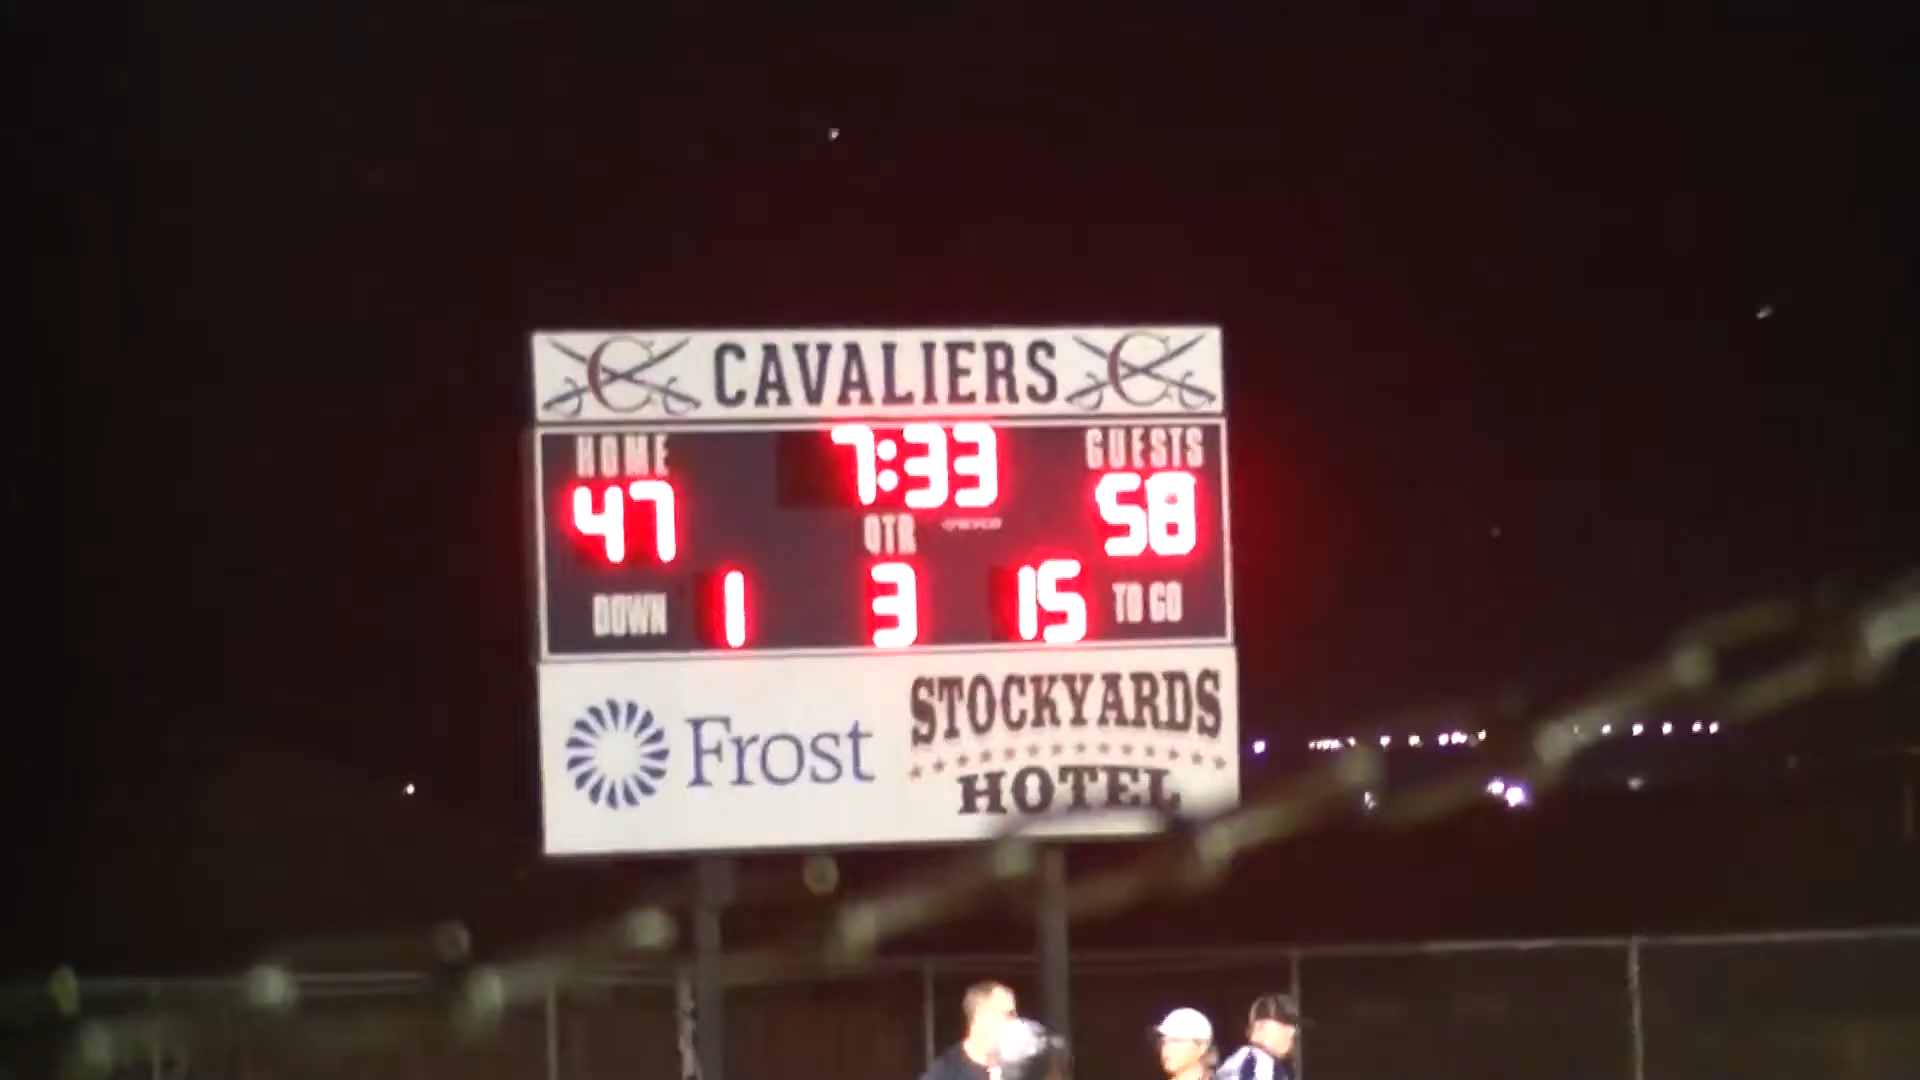 C CAVALIERS C
HOME 7:33 GUESTS
47 58
QTR
DOWN 1 3 15 TO GO
Frost
STOCKYARDS
HOTEL